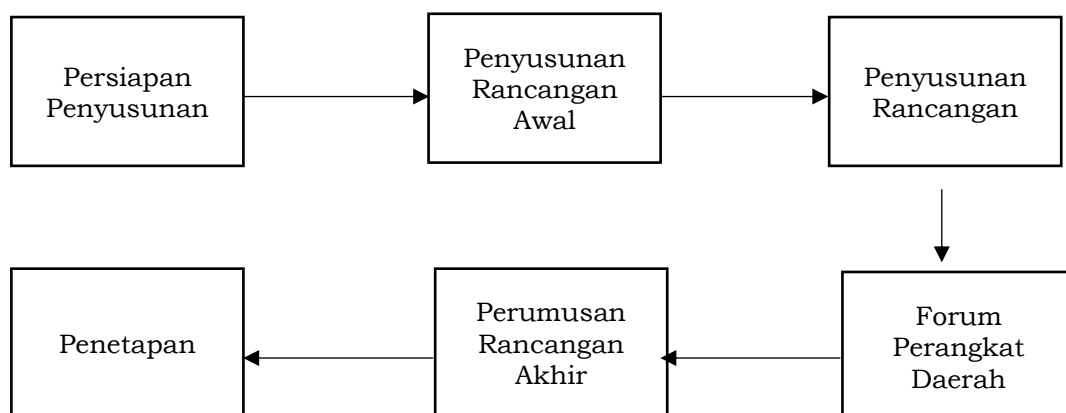 Persiapan
Penyusunan
Penyusunan
Rancangan
Awal
Penyusunan
Rancangan
Forum
Perangkat
Daerah
Perumusan
Rancangan
Akhir
Penetapan